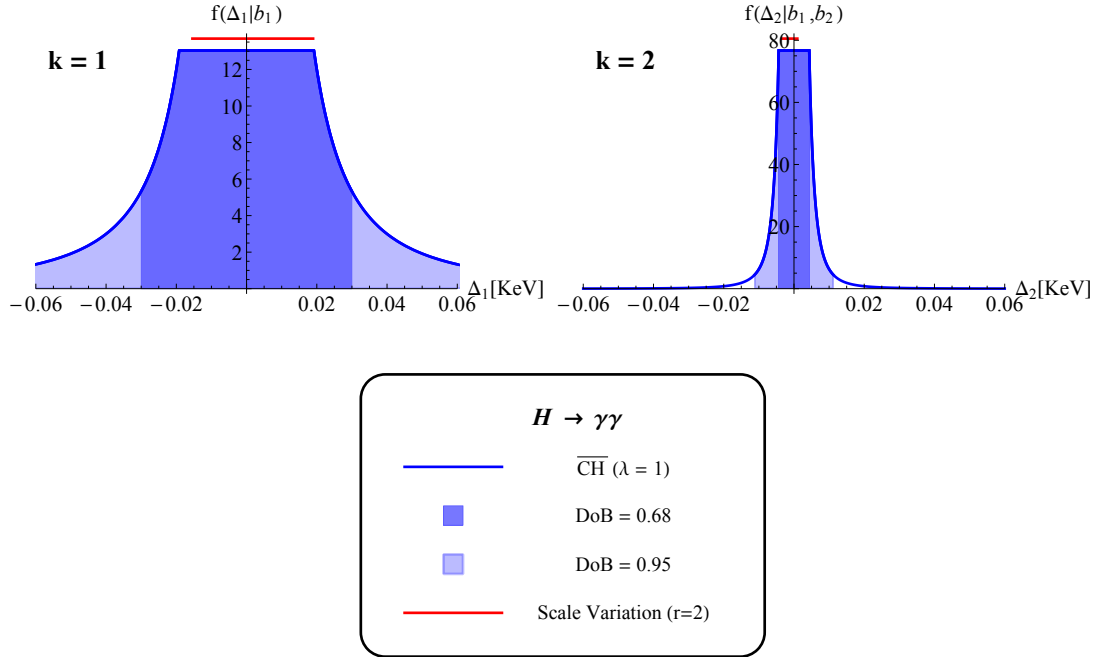 f(Δ₁|b₁)
k = 1
12
10
8
6
4
2
−0.06 −0.04 −0.02 0.02 0.04 0.06
Δ₁[KeV]
f(Δ₂|b₁,b₂)
k = 2
80
60
40
20
−0.06 −0.04 −0.02 0.02 0.04 0.06
Δ₂[KeV]
H → γγ
C̅H̅ (λ = 1)
DoB = 0.68
DoB = 0.95
Scale Variation (r=2)